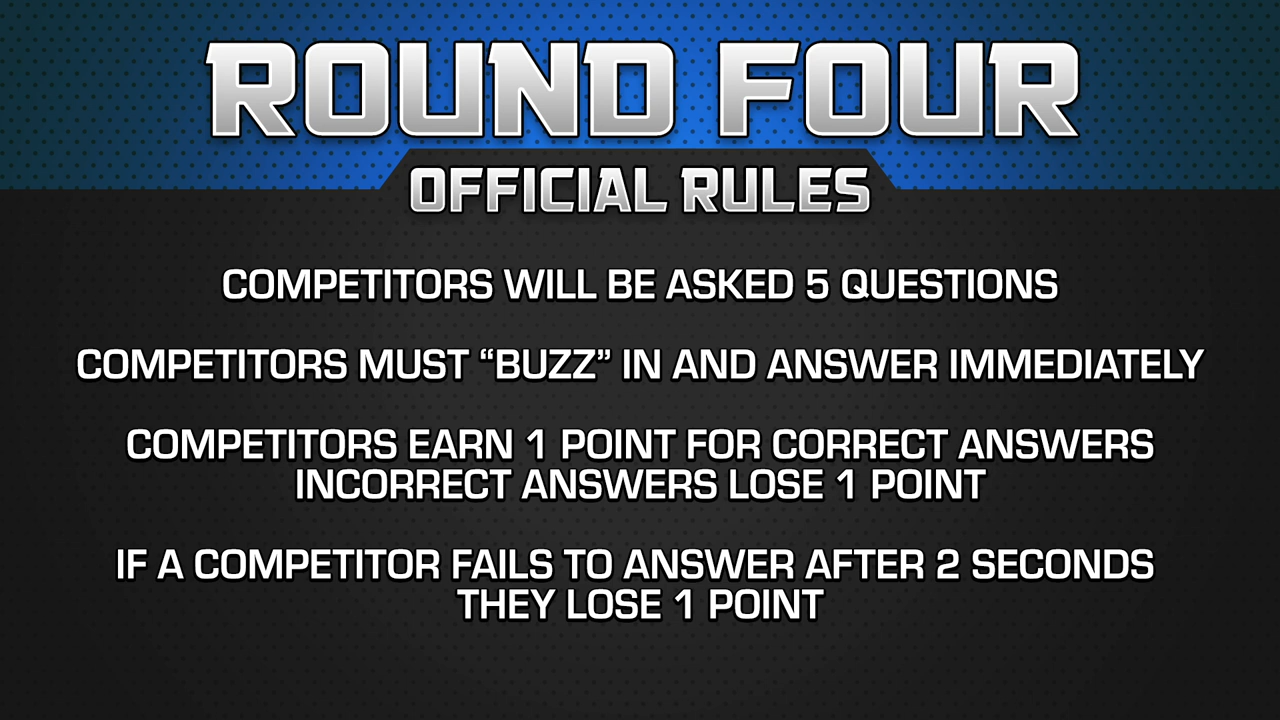 ROUND FOUR
OFFICIAL RULES
COMPETITORS WILL BE ASKED 5 QUESTIONS
COMPETITORS MUST “BUZZ” IN AND ANSWER IMMEDIATELY
COMPETITORS EARN 1 POINT FOR CORRECT ANSWERS
INCORRECT ANSWERS LOSE 1 POINT
IF A COMPETITOR FAILS TO ANSWER AFTER 2 SECONDS
THEY LOSE 1 POINT